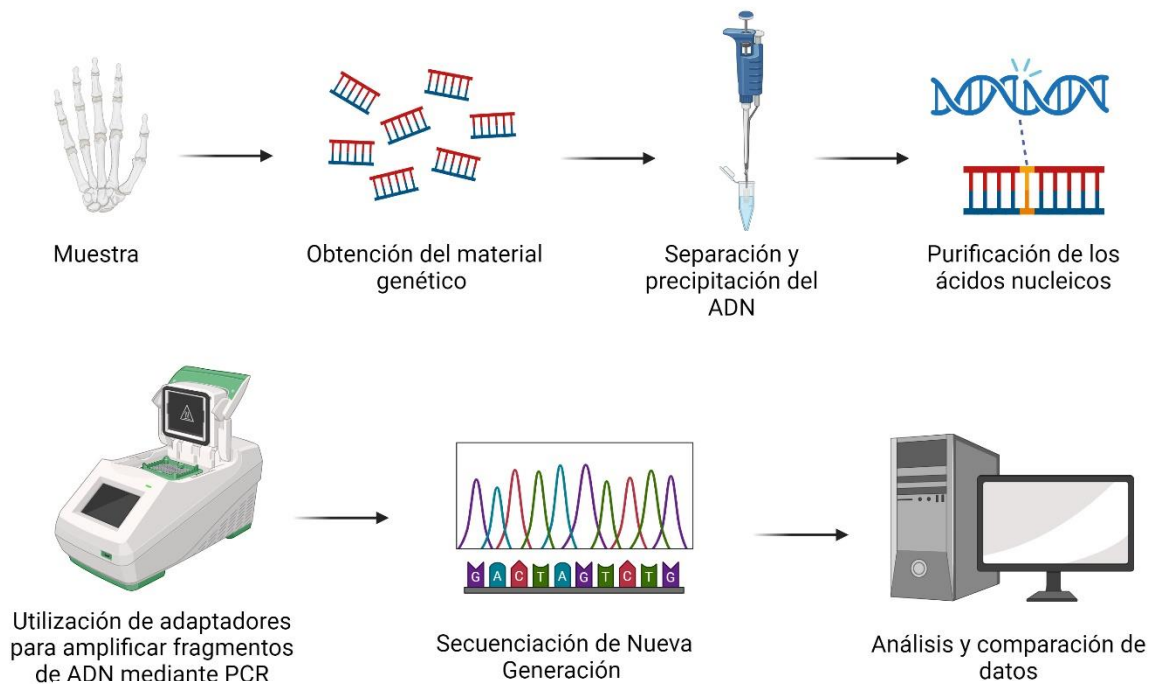 Muestra
Obtención del material
genético
Separación y
precipitación del
ADN
Purificación de los
ácidos nucleicos
G A C T A G T C T G
Utilización de adaptadores
para amplificar fragmentos
de ADN mediante PCR
Secuenciación de Nueva
Generación
Análisis y comparación de
datos